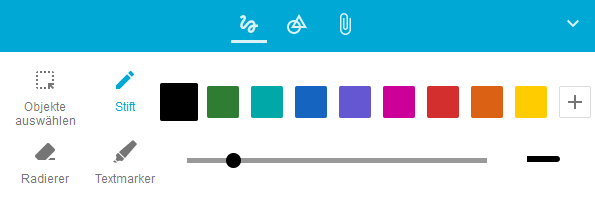 Objekte
auswählen
Stift
Radierer
Textmarker